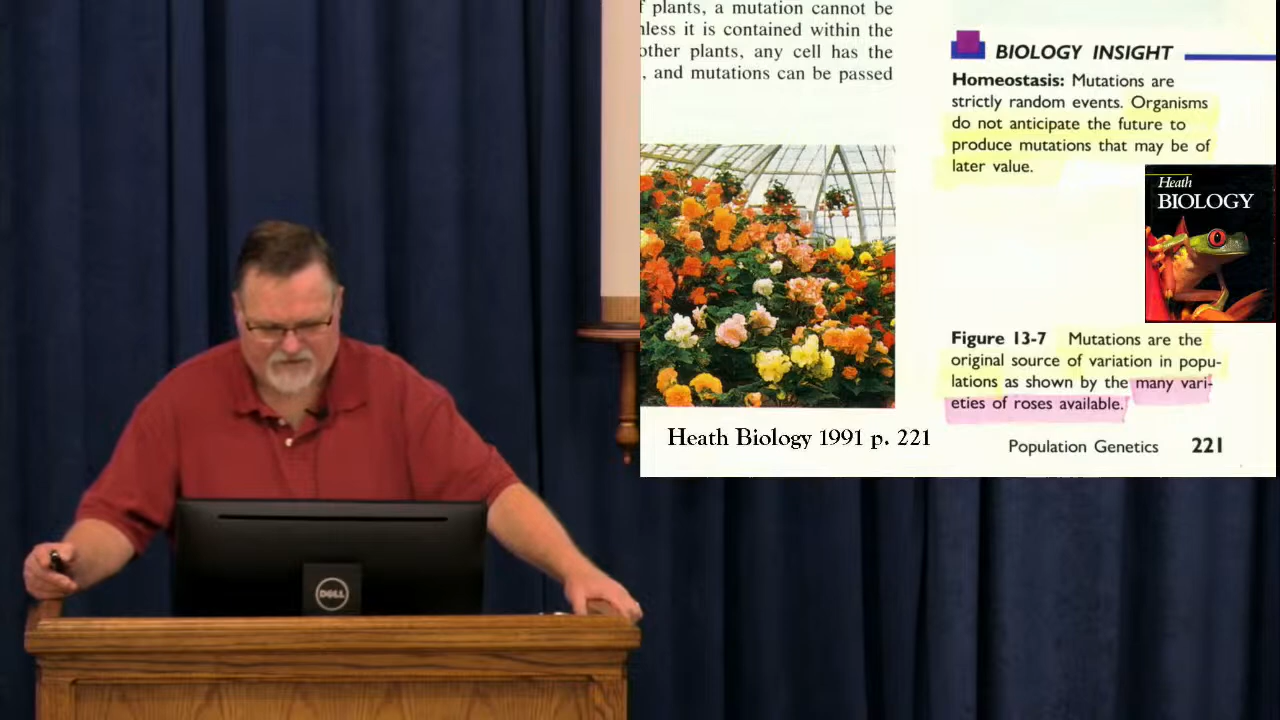 f plants, a mutation cannot be
nless it is contained within the
other plants, any cell has the
, and mutations can be passed
BIOLOGY INSIGHT
Homeostasis: Mutations are
strictly random events. Organisms
do not anticipate the future to
produce mutations that may be of
later value.
Heath
BIOLOGY
Figure 13-7 Mutations are the
original source of variation in popu-
lations as shown by the many vari-
eties of roses available.
Heath Biology 1991 p. 221
Population Genetics 221
DELL